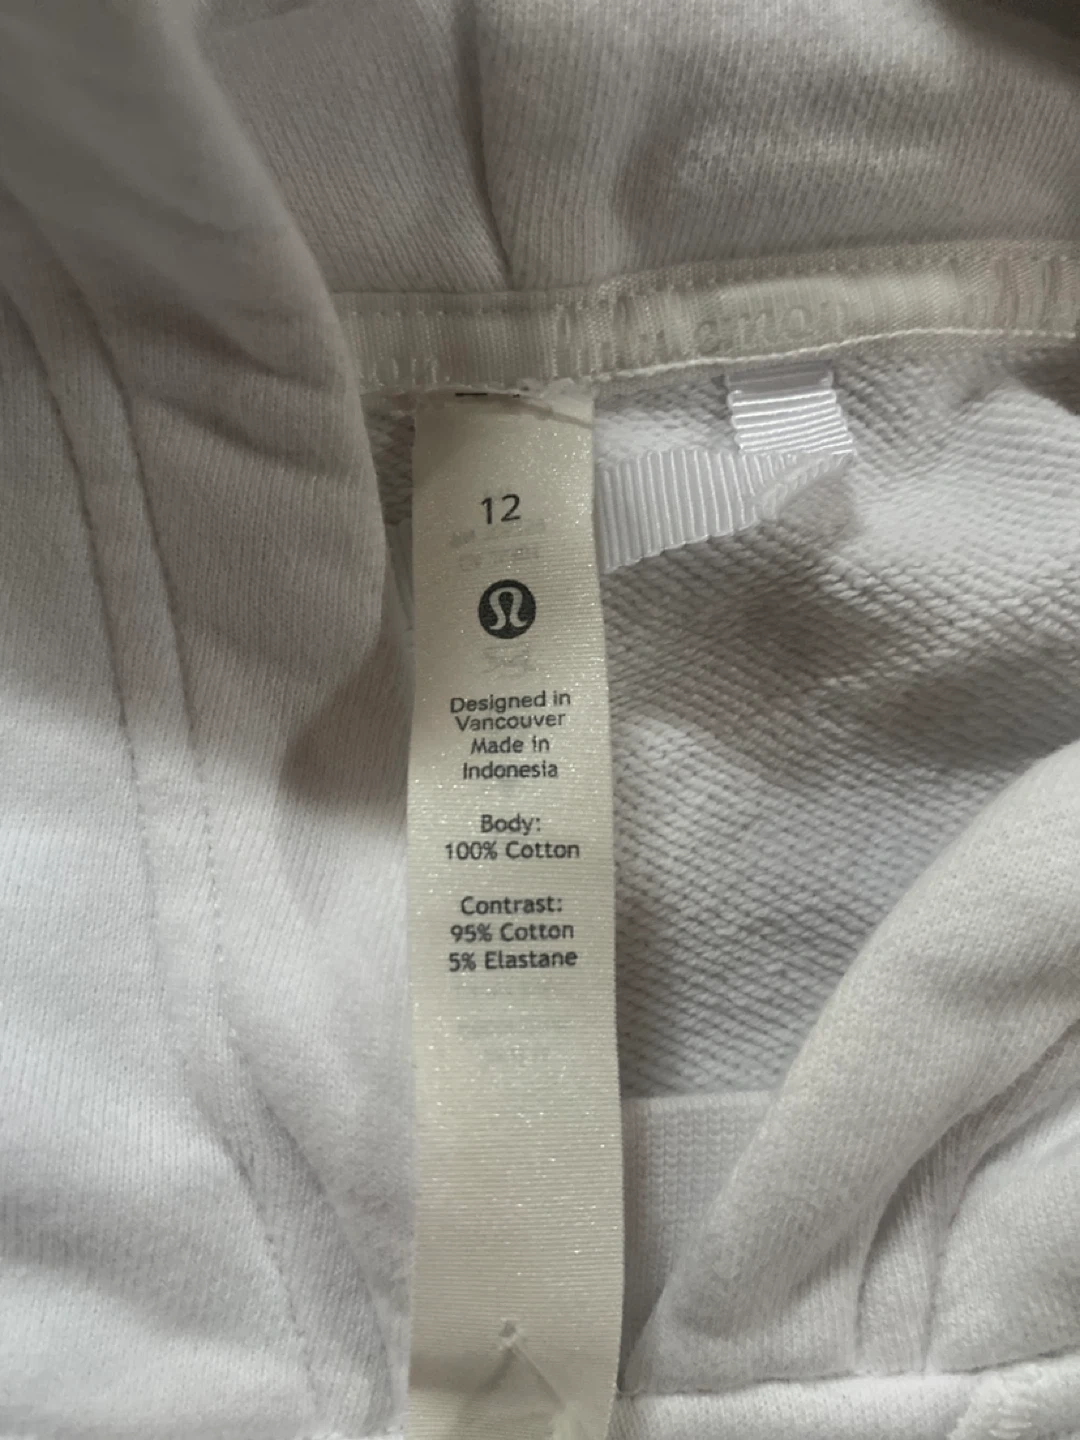 12
Designed in
Vancouver
Made in
Indonesia
Body:
100% Cotton
Contrast:
95% Cotton
5% Elastane